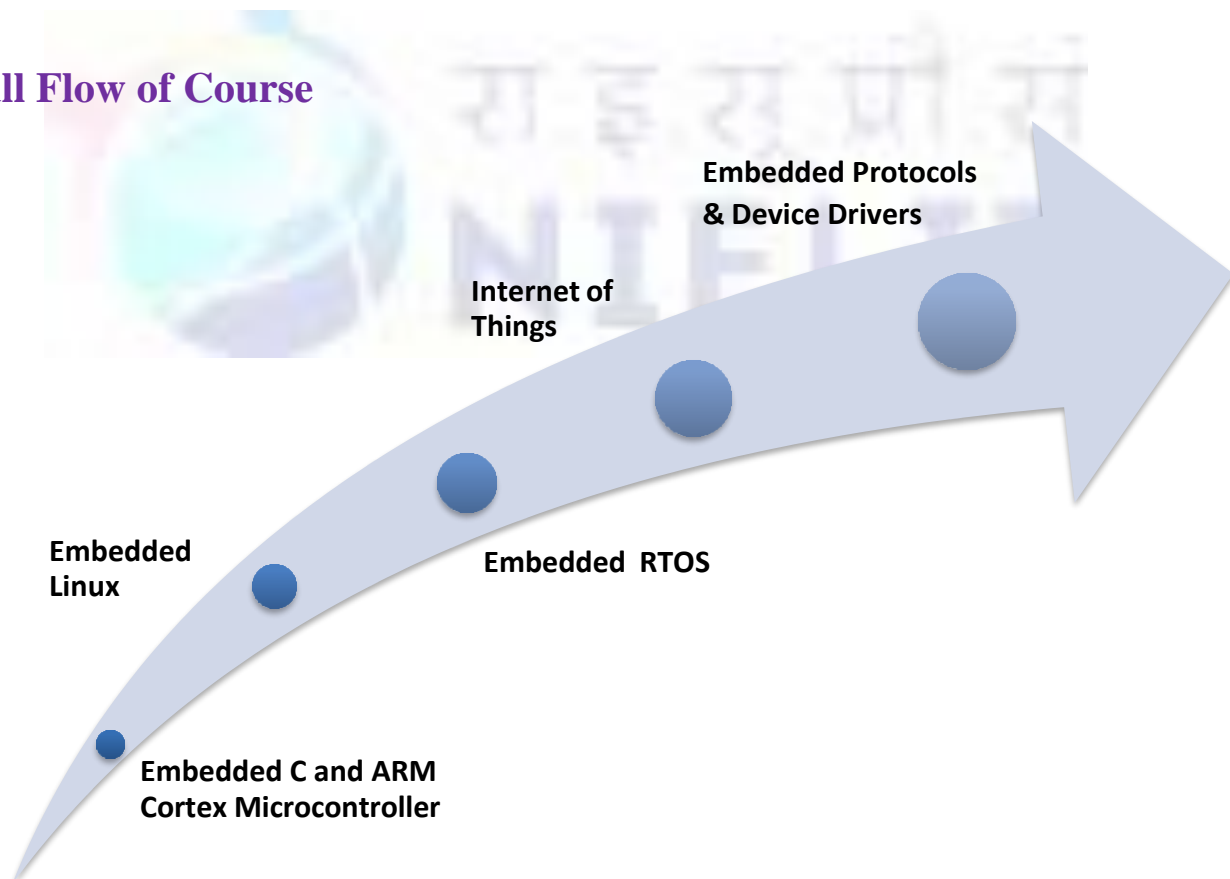 ll Flow of Course
रा इ सू प्रौ सं
NIELIT
Embedded Protocols
& Device Drivers
Internet of
Things
Embedded
Linux
Embedded RTOS
Embedded C and ARM
Cortex Microcontroller